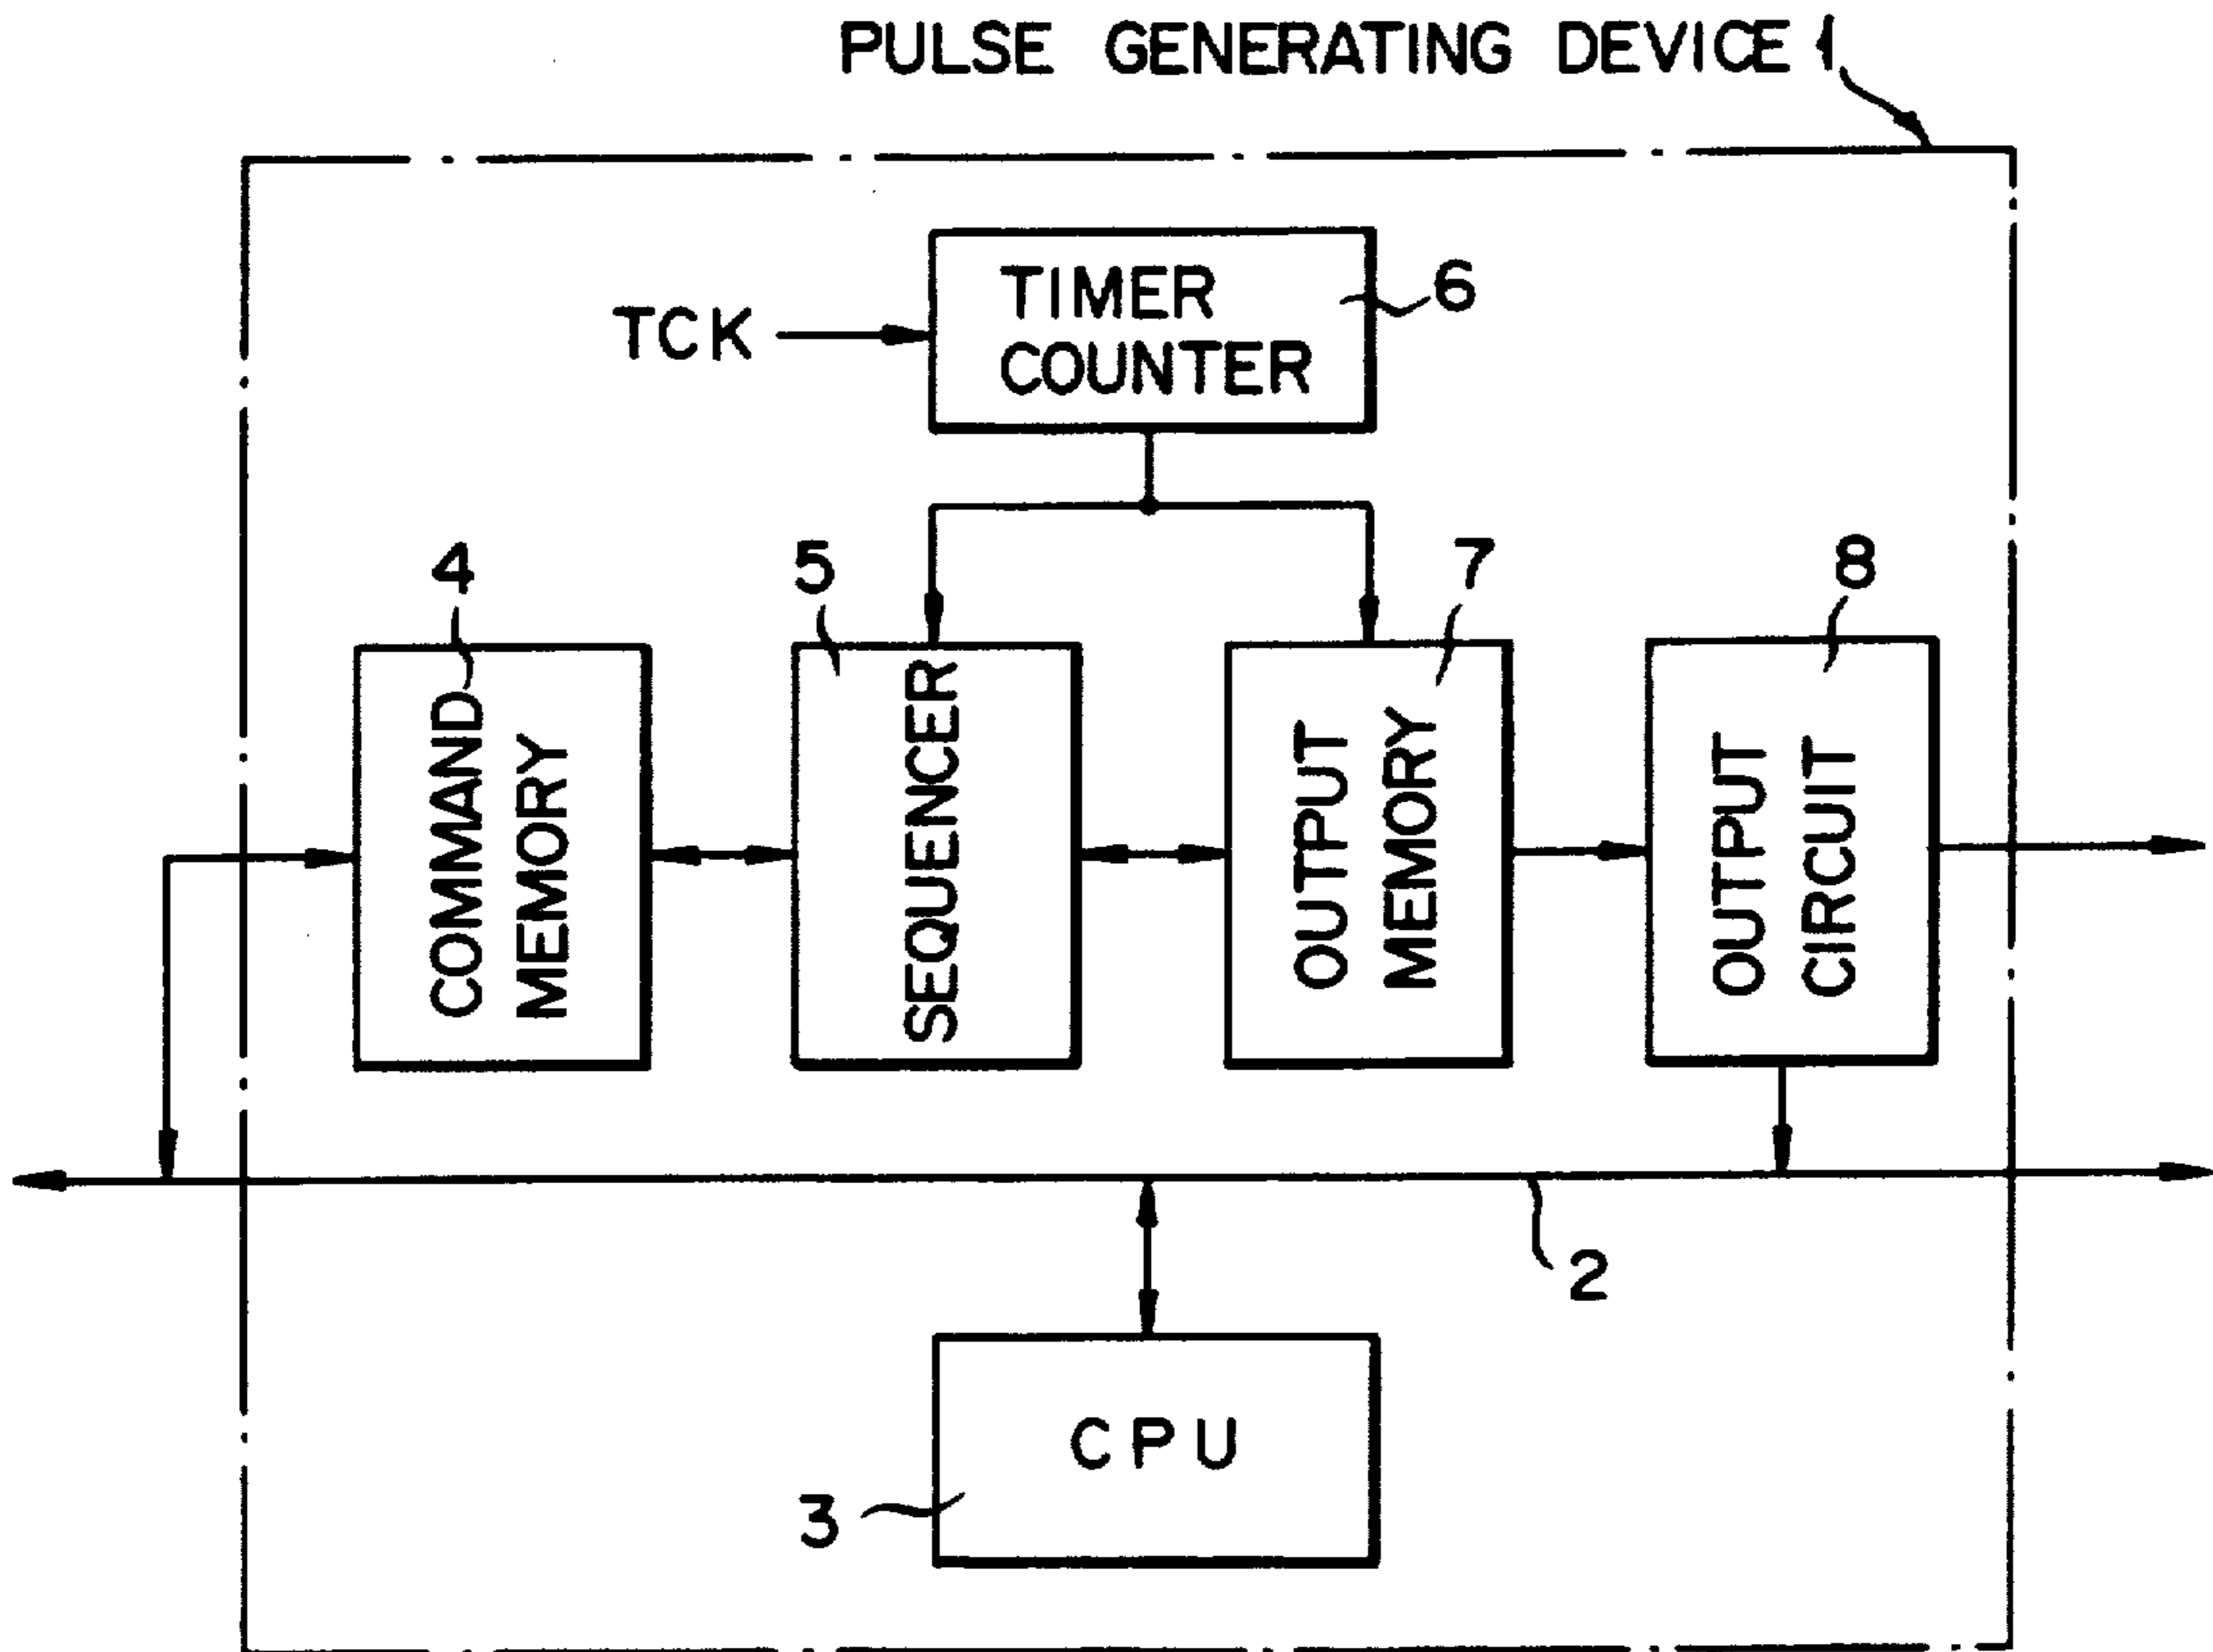 PULSE GENERATING DEVICE 1
TIMER
COUNTER
6
TCK
4
5
7
8
COMMAND
MEMORY
SEQUENCER
OUTPUT
MEMORY
OUTPUT
CIRCUIT
2
CPU
3